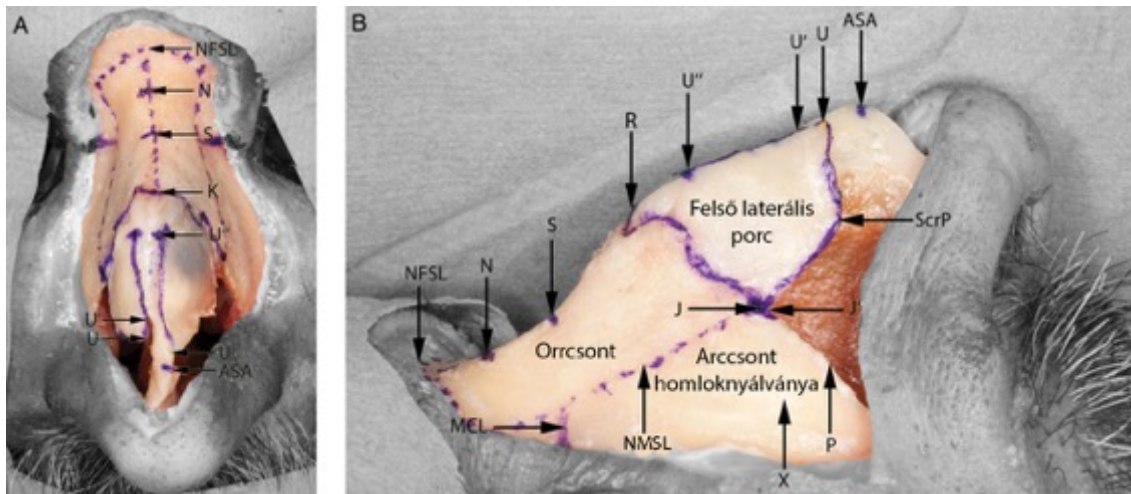 A
NFSL
N
S
K
U"
U'
U
U
ASA
B
U' U ASA
U"
R
Felső laterális
porc
ScrP
S
NFSL
N
J
J'
Orrcsont
Arccsont
homloknyálványa
MCL
NMSL
P
X